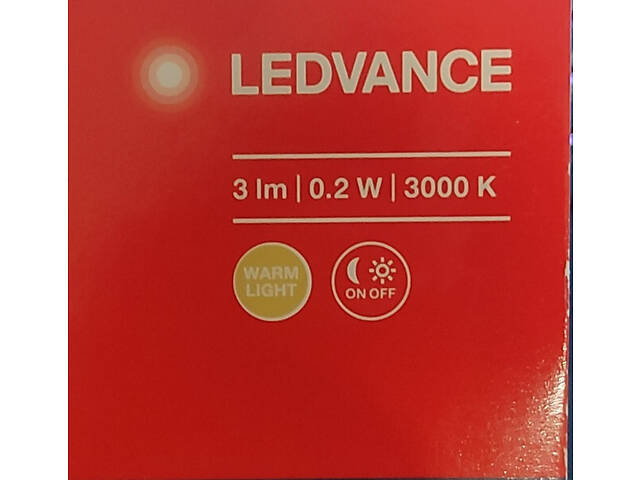 LEDVANCE
3 lm | 0.2 W | 3000 K
WARM
LIGHT
ON OFF